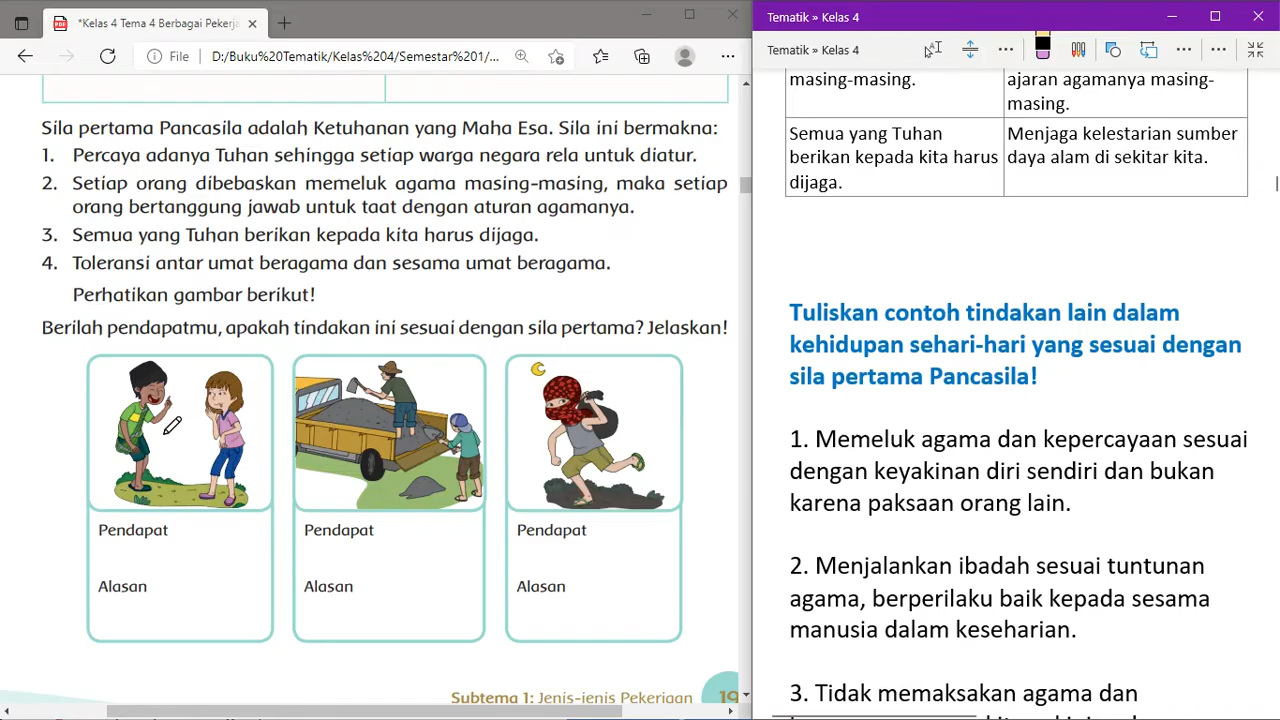 *Kelas 4 Tema 4 Berbagai Pekerja
File
D:/Buku%20Tematik/Kelas%204/Semestar%201/...
Sila pertama Pancasila adalah Ketuhanan yang Maha Esa. Sila ini bermakna:
1. Percaya adanya Tuhan sehingga setiap warga negara rela untuk diatur.
2. Setiap orang dibebaskan memeluk agama masing-masing, maka setiap
orang bertanggung jawab untuk taat dengan aturan agamanya.
3. Semua yang Tuhan berikan kepada kita harus dijaga.
4. Toleransi antar umat beragama dan sesama umat beragama.
Perhatikan gambar berikut!
Berilah pendapatmu, apakah tindakan ini sesuai dengan sila pertama? Jelaskan!
Pendapat
Alasan
Pendapat
Alasan
Pendapat
Alasan
Subtema 1: Jenis-jenis Pekerjaan
19
Tematik » Kelas 4
Tematik » Kelas 4
masing-masing.
ajaran agamanya masing-
masing.
Semua yang Tuhan
berikan kepada kita harus
dijaga.
Menjaga kelestarian sumber
daya alam di sekitar kita.
Tuliskan contoh tindakan lain dalam
kehidupan sehari-hari yang sesuai dengan
sila pertama Pancasila!
1. Memeluk agama dan kepercayaan sesuai
dengan keyakinan diri sendiri dan bukan
karena paksaan orang lain.
2. Menjalankan ibadah sesuai tuntunan
agama, berperilaku baik kepada sesama
manusia dalam keseharian.
3. Tidak memaksakan agama dan